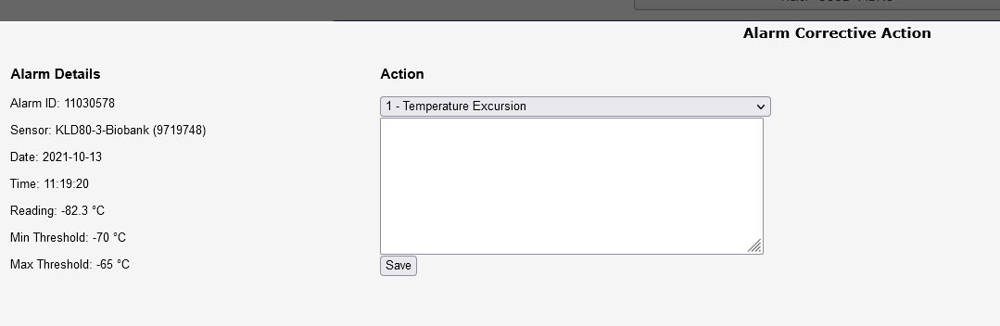 Alarm Corrective Action
Alarm Details
Action
Alarm ID: 11030578
1 - Temperature Excursion
Sensor: KLD80-3-Biobank (9719748)
Date: 2021-10-13
Time: 11:19:20
Reading: -82.3 °C
Min Threshold: -70 °C
Max Threshold: -65 °C
Save